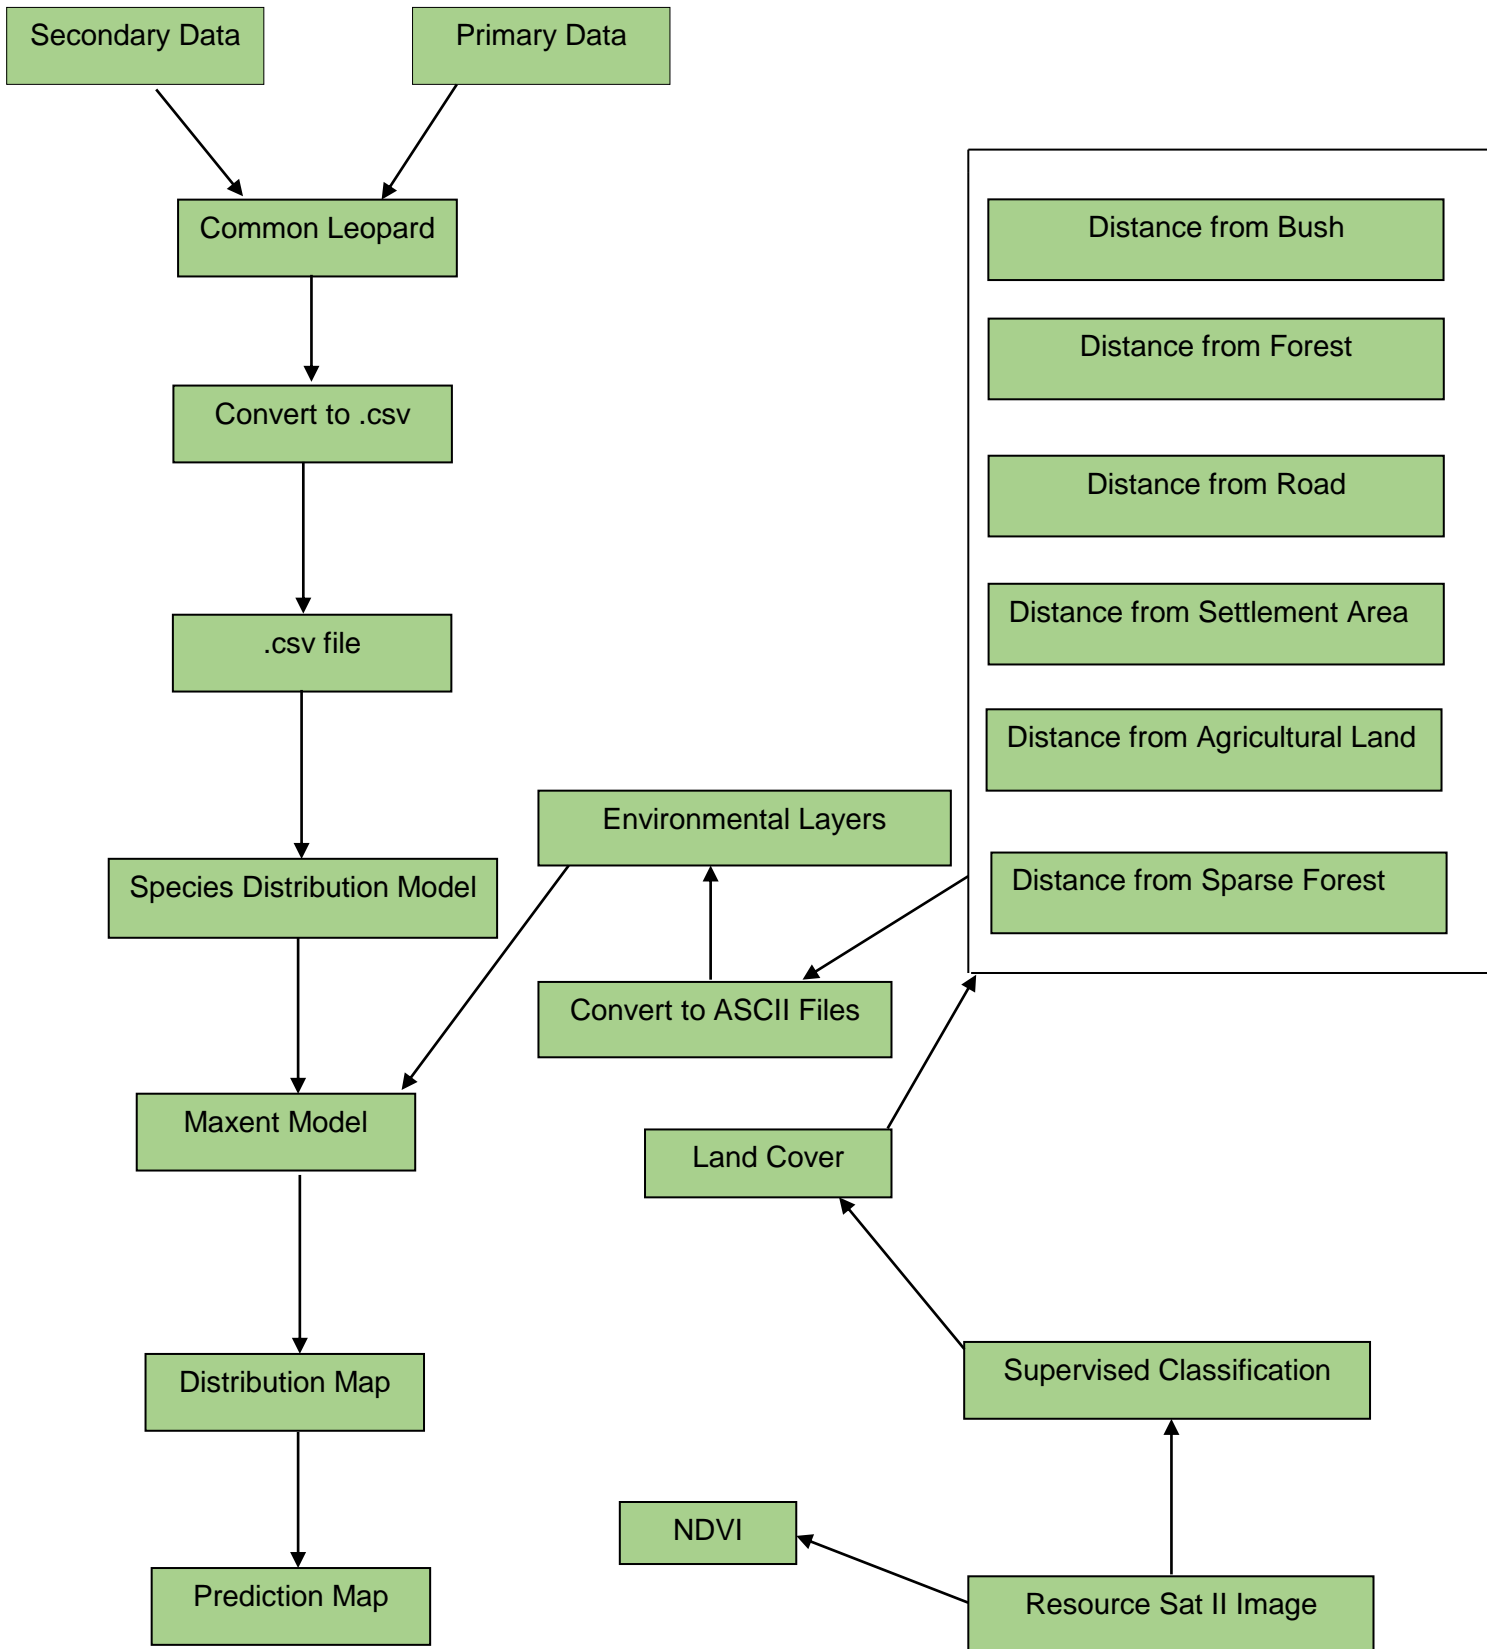 Secondary Data
Primary Data
Common Leopard
Distance from Bush
Distance from Forest
Convert to .csv
Distance from Road
Distance from Settlement Area
.csv file
Distance from Agricultural Land
Environmental Layers
Species Distribution Model
Distance from Sparse Forest
Convert to ASCII Files
Maxent Model
Land Cover
Distribution Map
Supervised Classification
NDVI
Prediction Map
Resource Sat II Image